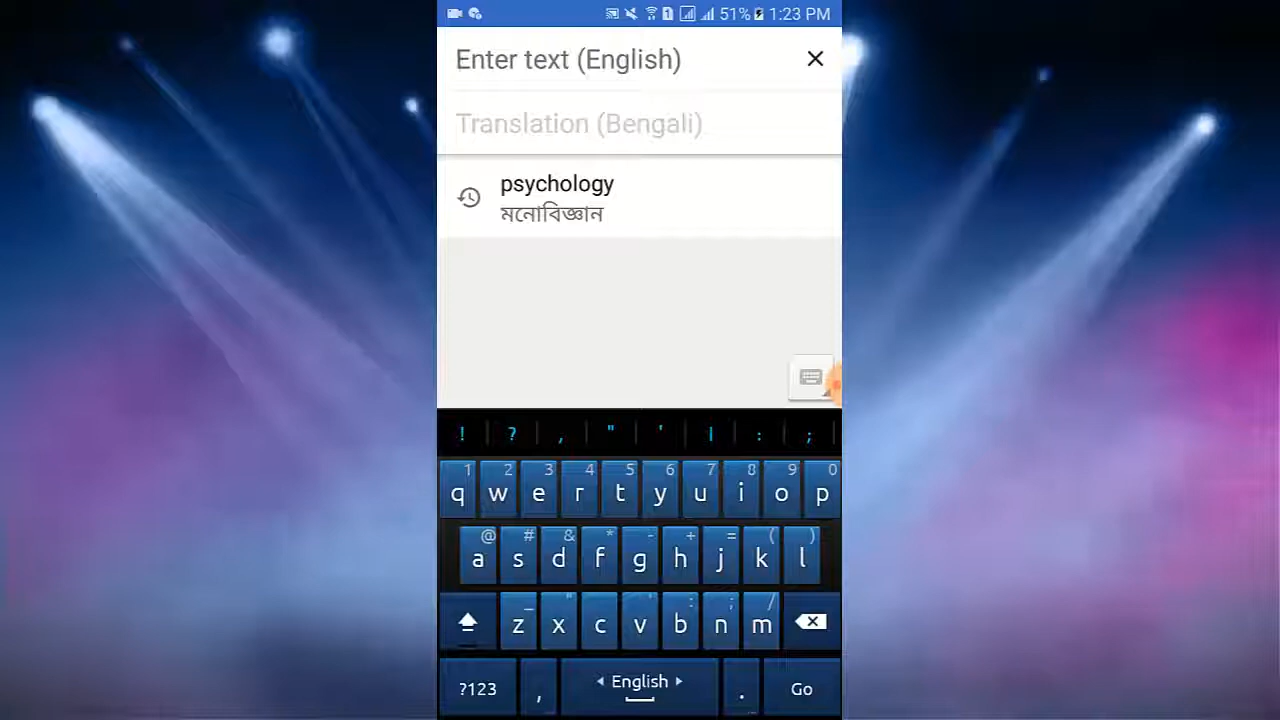 51% 1:23 PM
Enter text (English)
Translation (Bengali)
psychology
মনোবিজ্ঞান
! ? , " ' | : ;
1 2 3 4 5 6 7 8 9 0
q w e r t y u i o p
@ # & * - + = ( )
a s d f g h j k l
_ " ' : ; /
z x c v b n m
?123 , English . Go